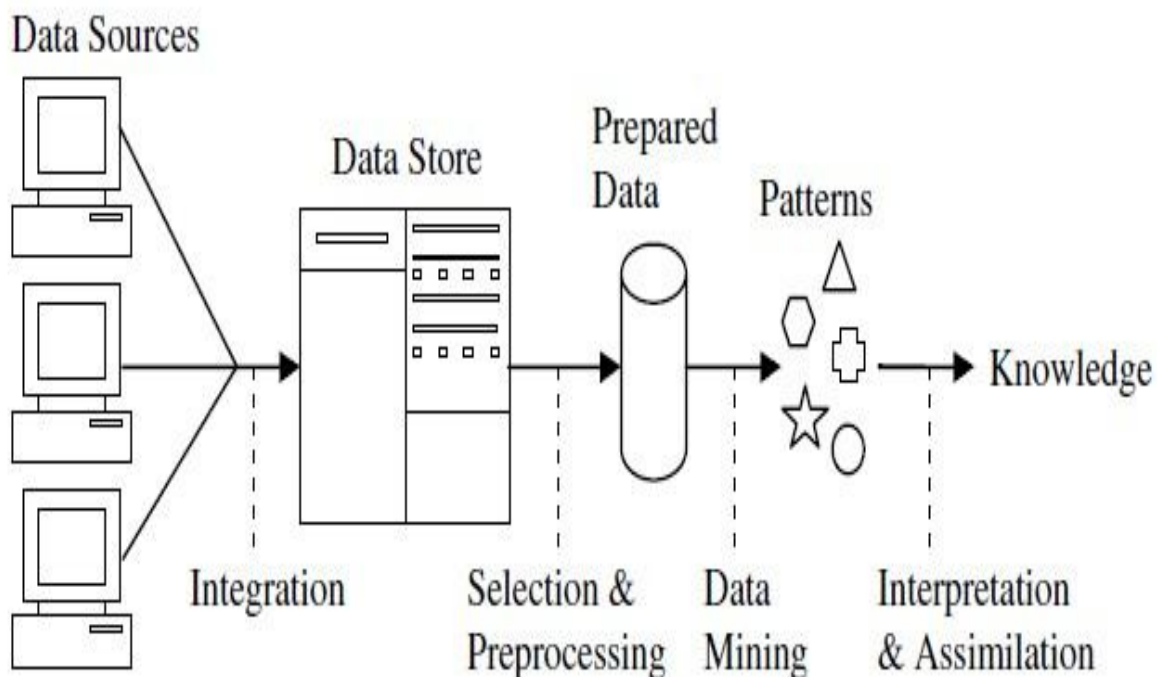 Data Sources
Data Store
Prepared
Data
Patterns
Knowledge
Integration
Selection &
Preprocessing
Data
Mining
Interpretation
& Assimilation